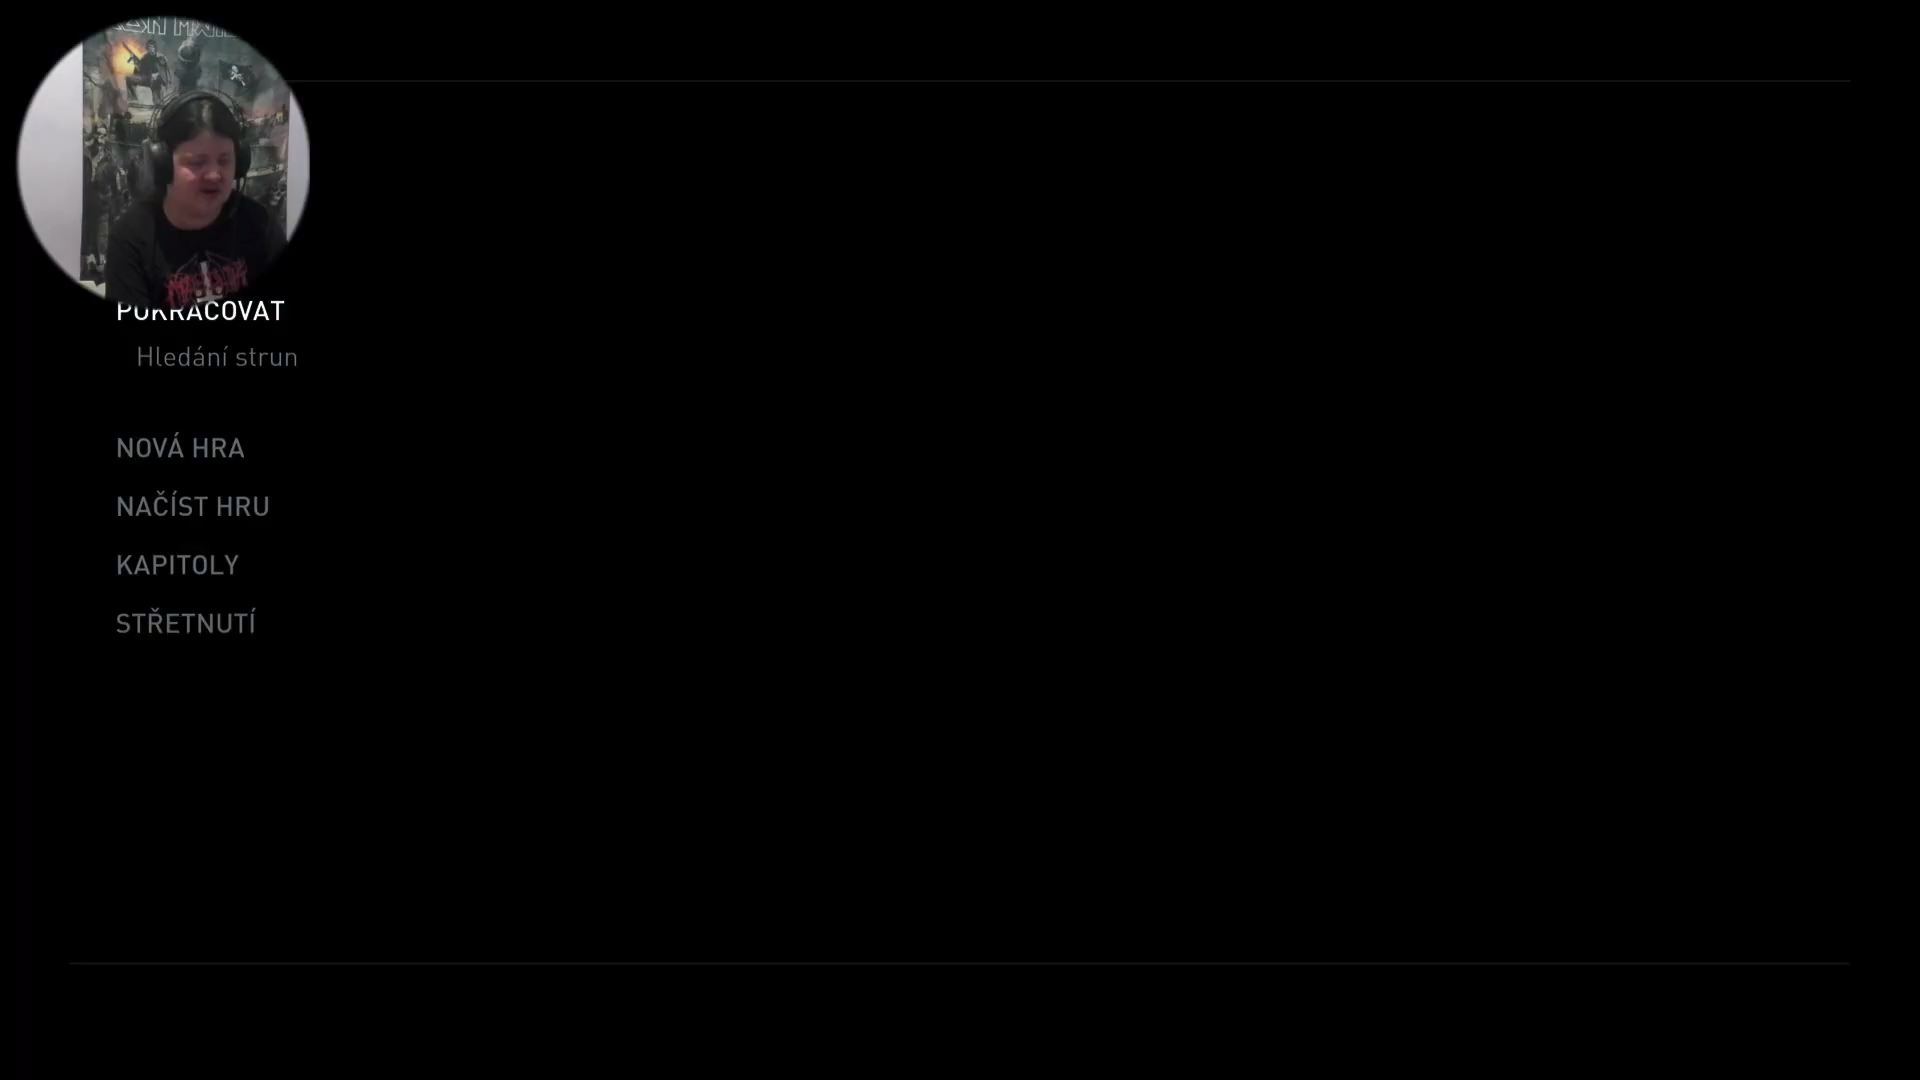 POKRAČOVAT
Hledání strun
NOVÁ HRA
NAČÍST HRU
KAPITOLY
STŘETNUTÍ